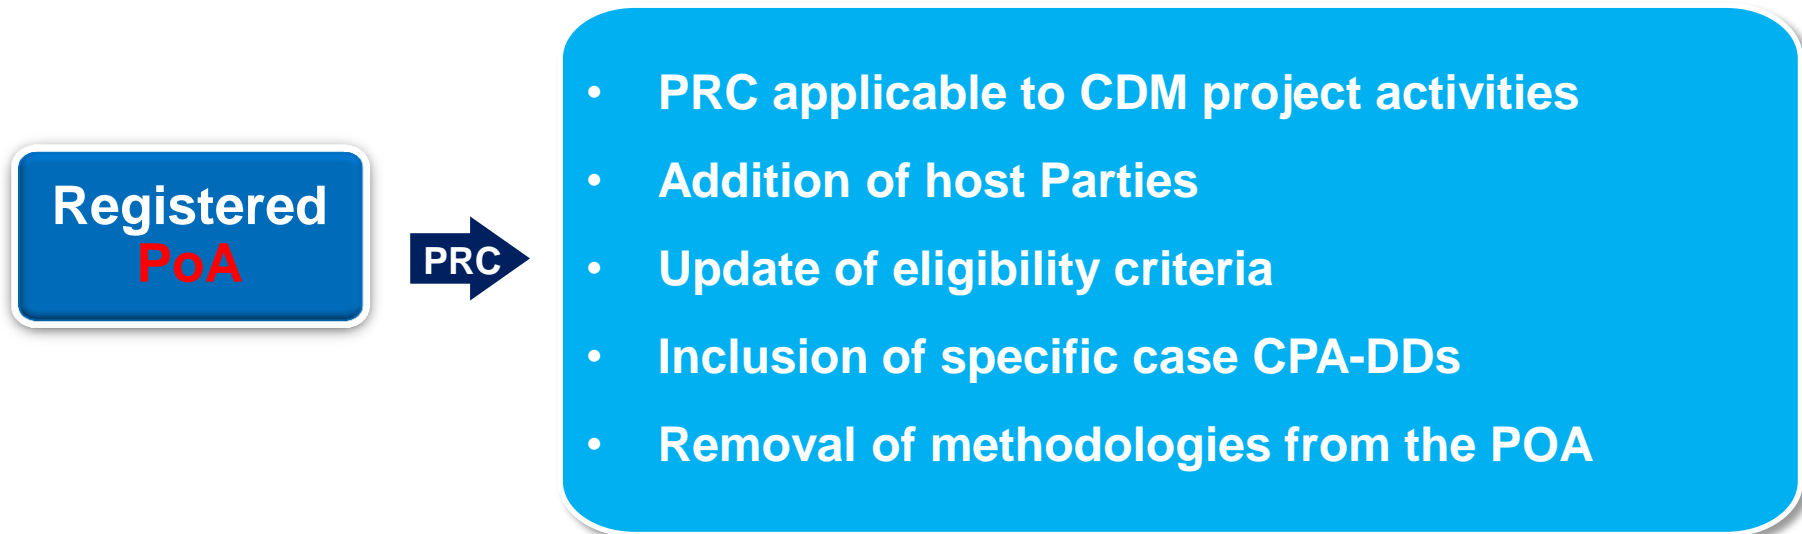 Registered
PoA
PRC
• PRC applicable to CDM project activities
• Addition of host Parties
• Update of eligibility criteria
• Inclusion of specific case CPA-DDs
• Removal of methodologies from the POA